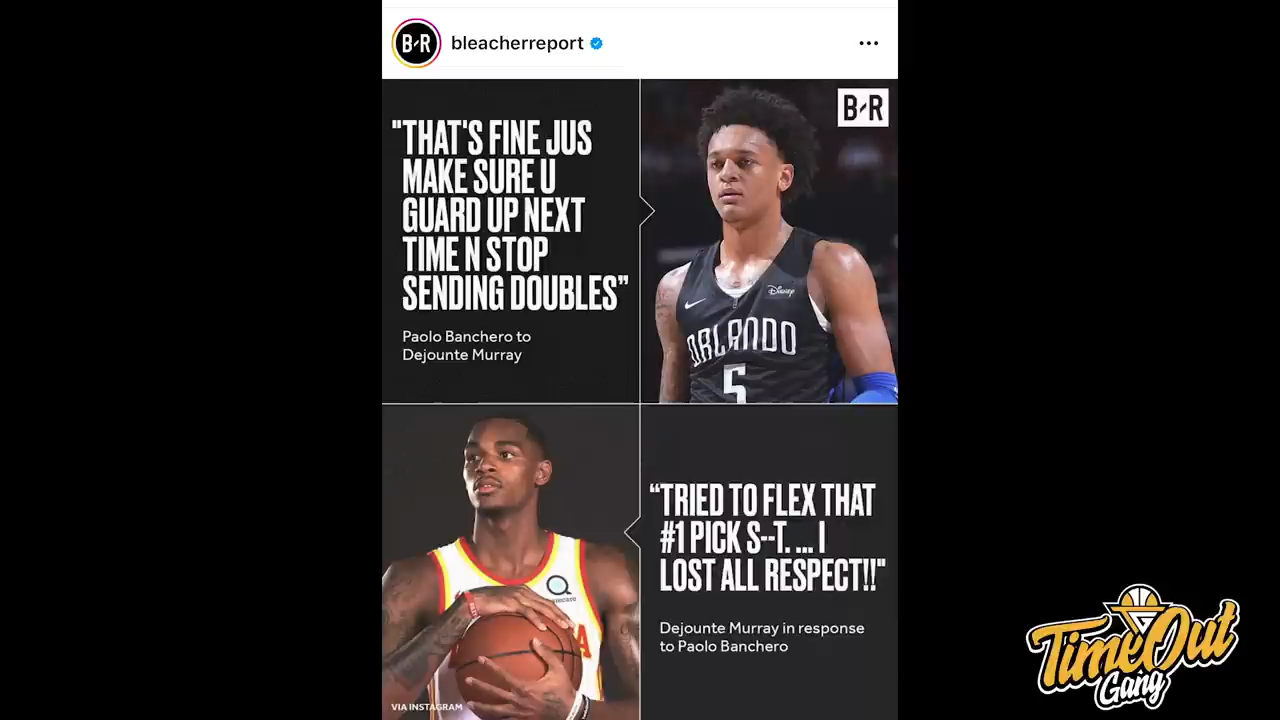 B-R bleacherreport
B-R
"THAT'S FINE JUS
MAKE SURE U
GUARD UP NEXT
TIME N STOP
SENDING DOUBLES”
Paolo Banchero to
Dejounte Murray
Disney
ORLANDO
5
“TRIED TO FLEX THAT
#1 PICK S--T. ... I
LOST ALL RESPECT!!"
Dejounte Murray in response
to Paolo Banchero
VIA INSTAGRAM
TimeOut
Gang